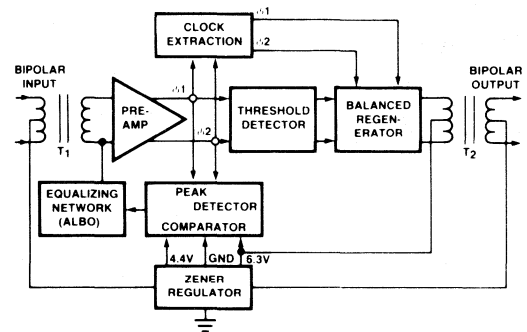 CLOCK
EXTRACTION
ϕ1
ϕ2
BIPOLAR
INPUT
BIPOLAR
OUTPUT
ϕ1
ϕ2
PRE-
AMP
THRESHOLD
DETECTOR
BALANCED
REGEN-
ERATOR
T1
T2
EQUALIZING
NETWORK
(ALBO)
PEAK
DETECTOR
COMPARATOR
4.4V
GND
6.3V
ZENER
REGULATOR